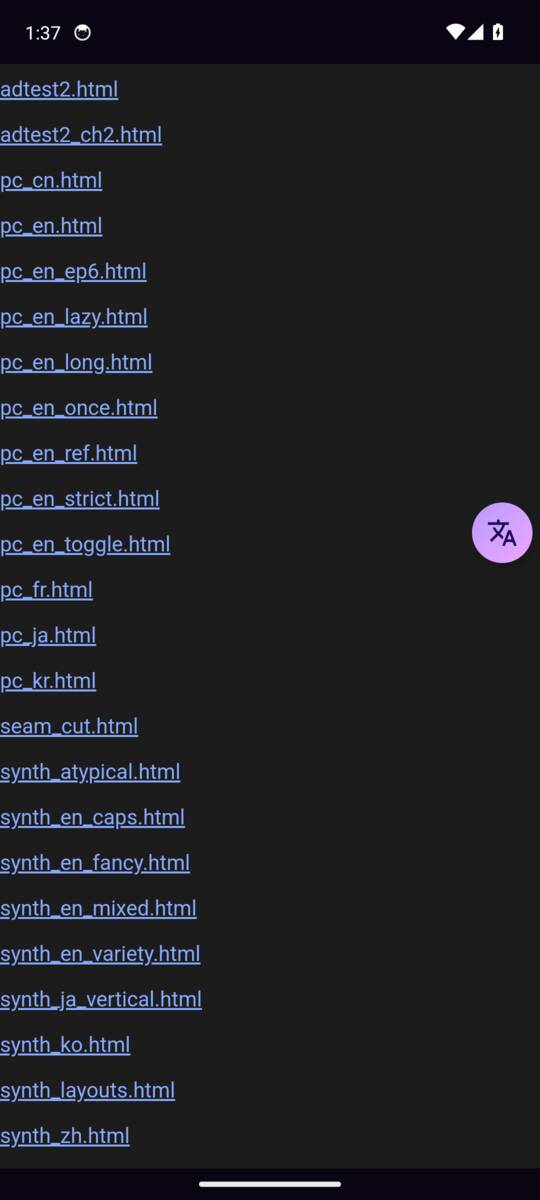 1:37
adtest2.html
adtest2_ch2.html
pc_cn.html
pc_en.html
pc_en_ep6.html
pc_en_lazy.html
pc_en_long.html
pc_en_once.html
pc_en_ref.html
pc_en_strict.html
pc_en_toggle.html
pc_fr.html
pc_ja.html
pc_kr.html
seam_cut.html
synth_atypical.html
synth_en_caps.html
synth_en_fancy.html
synth_en_mixed.html
synth_en_variety.html
synth_ja_vertical.html
synth_ko.html
synth_layouts.html
synth_zh.html